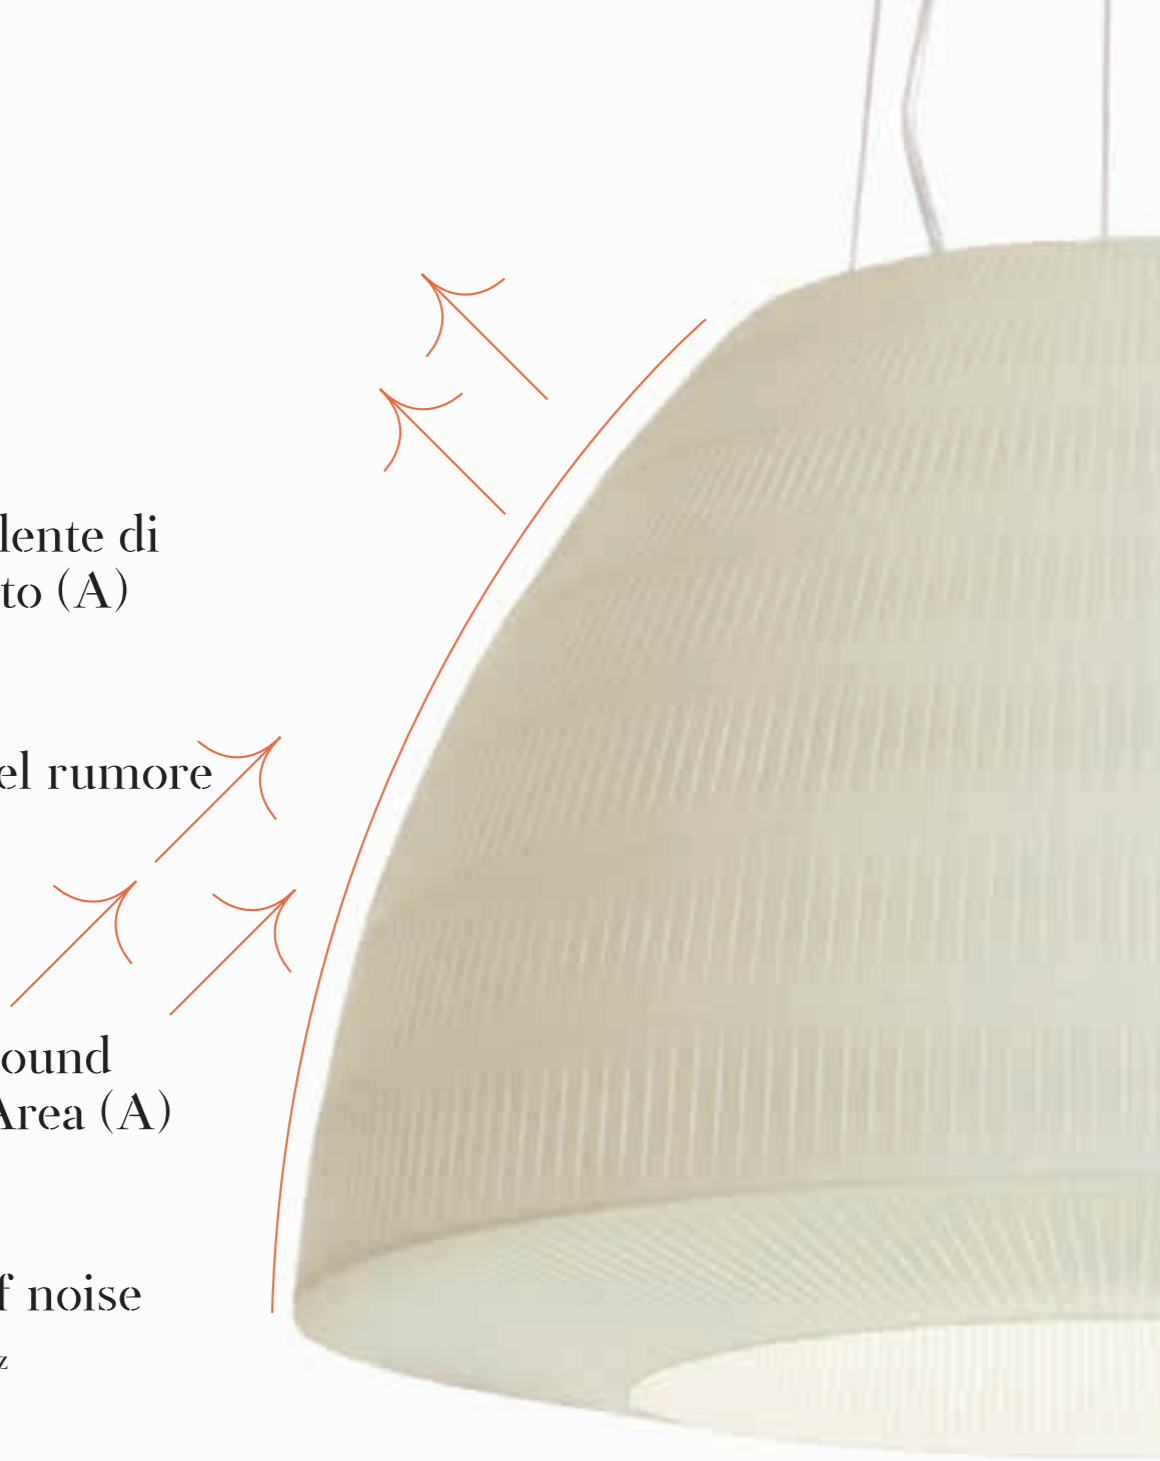 lente di
to (A)
el rumore
ound
Area (A)
f noise
z